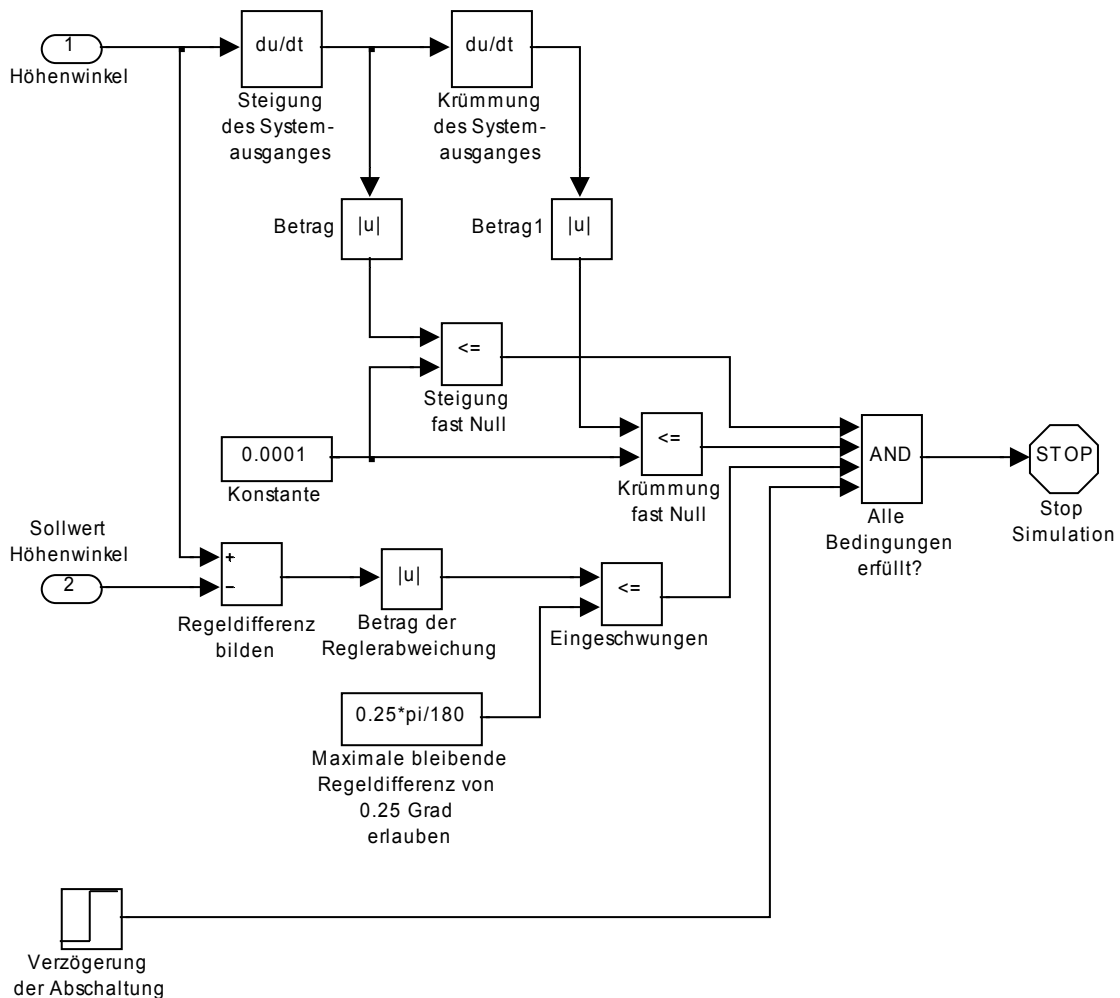 1
Höhenwinkel
du/dt
Steigung
des System-
ausganges
du/dt
Krümmung
des System-
ausganges
Betrag
|u|
Betrag1
|u|
<=
Steigung
fast Null
0.0001
Konstante
<=
Krümmung
fast Null
AND
Alle
Bedingungen
erfüllt?
STOP
Stop
Simulation
Sollwert
Höhenwinkel
2
+
−
Regeldifferenz
bilden
|u|
Betrag der
Reglerabweichung
<=
Eingeschwungen
0.25*pi/180
Maximale bleibende
Regeldifferenz von
0.25 Grad
erlauben
Verzögerung
der Abschaltung